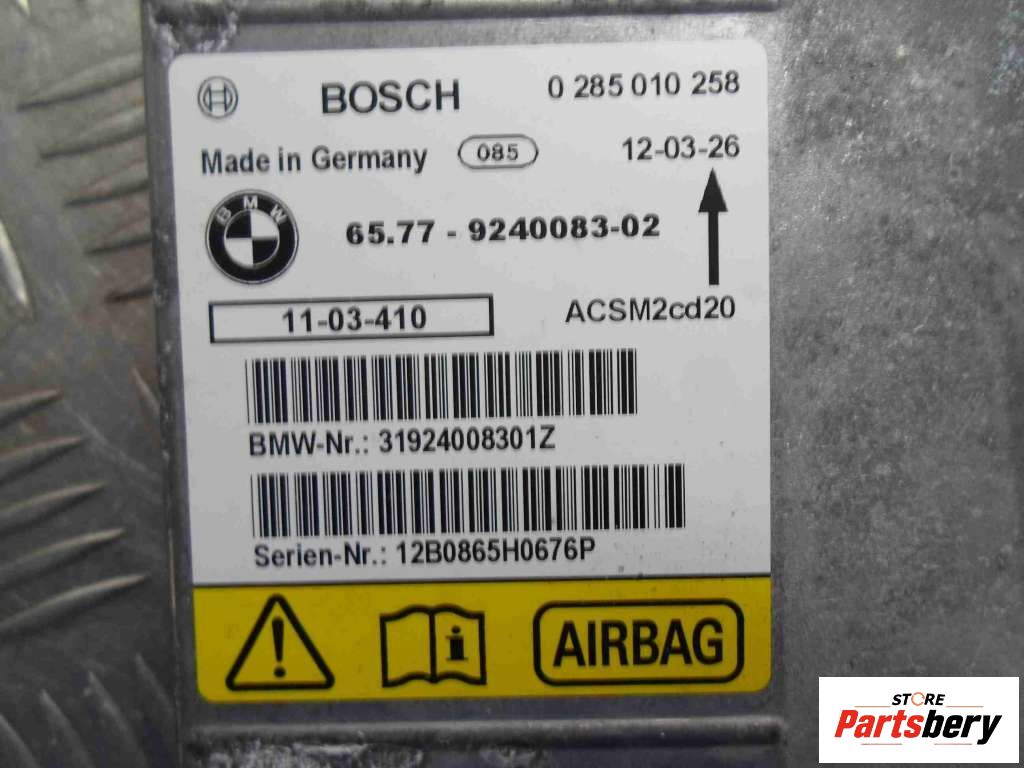 BOSCH 0 285 010 258
Made in Germany 085 12-03-26
BMW
65.77 - 9240083-02
11-03-410 ACSM2cd20
BMW-Nr.: 31924008301Z
Serien-Nr.: 12B0865H0676P
AIRBAG
STORE
Partsbery